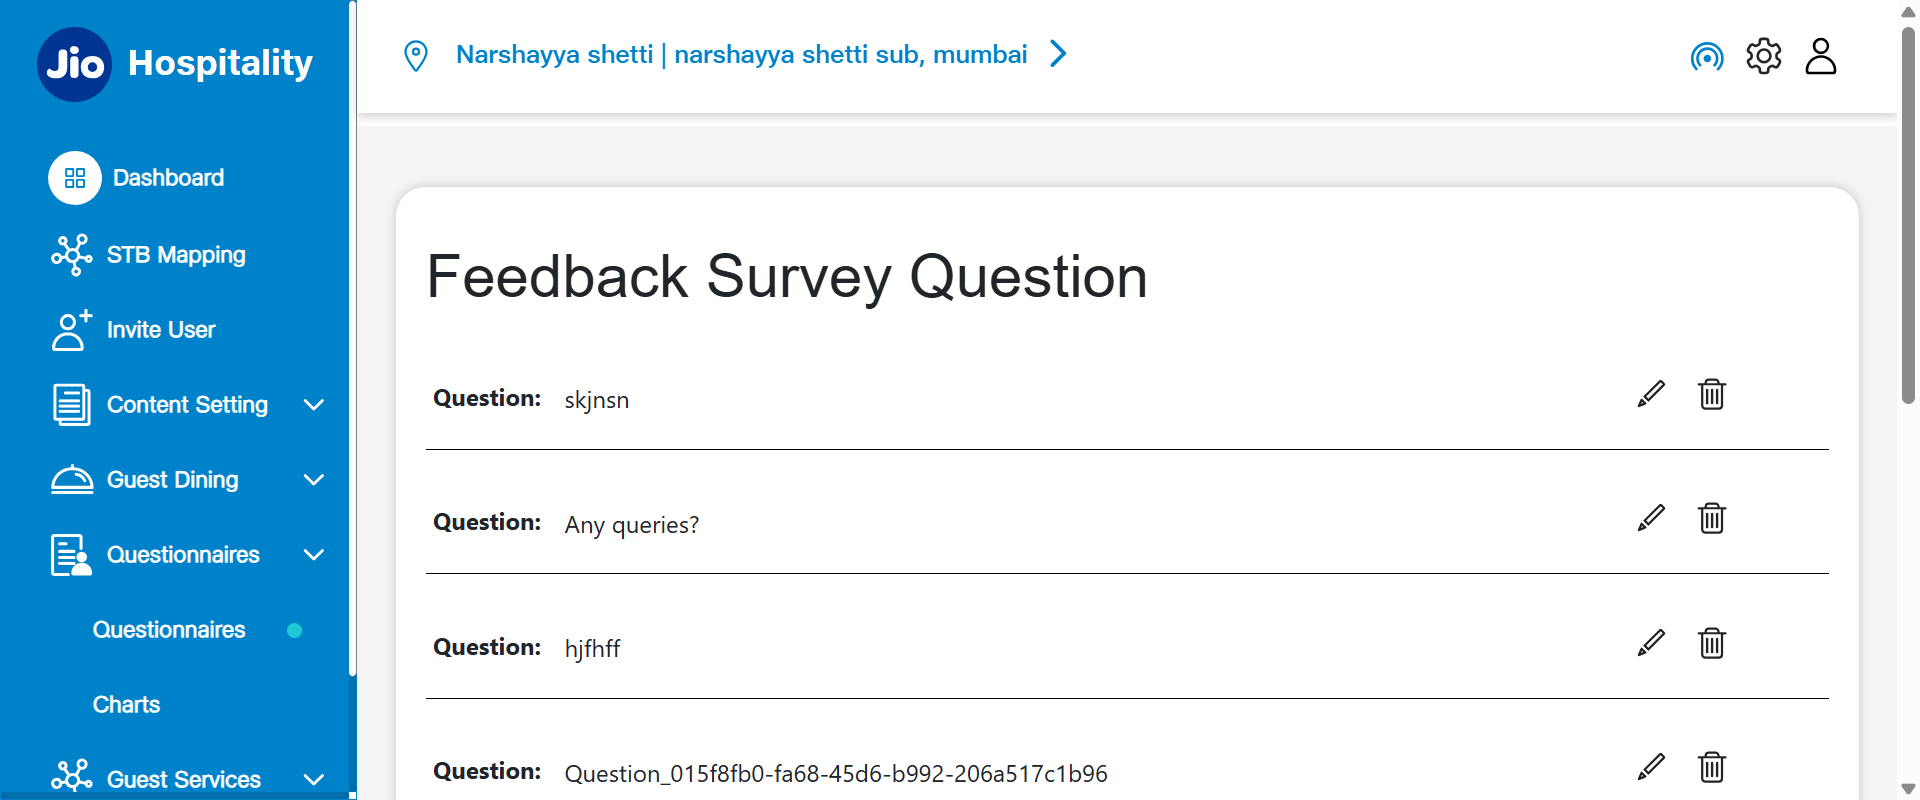 Jio Hospitality
Narshayya shetti | narshayya shetti sub, mumbai
Dashboard
STB Mapping
Invite User
Content Setting
Guest Dining
Questionnaires
Questionnaires
Charts
Guest Services
Feedback Survey Question
Question: skjnsn
Question: Any queries?
Question: hjfhff
Question: Question_015f8fb0-fa68-45d6-b992-206a517c1b96